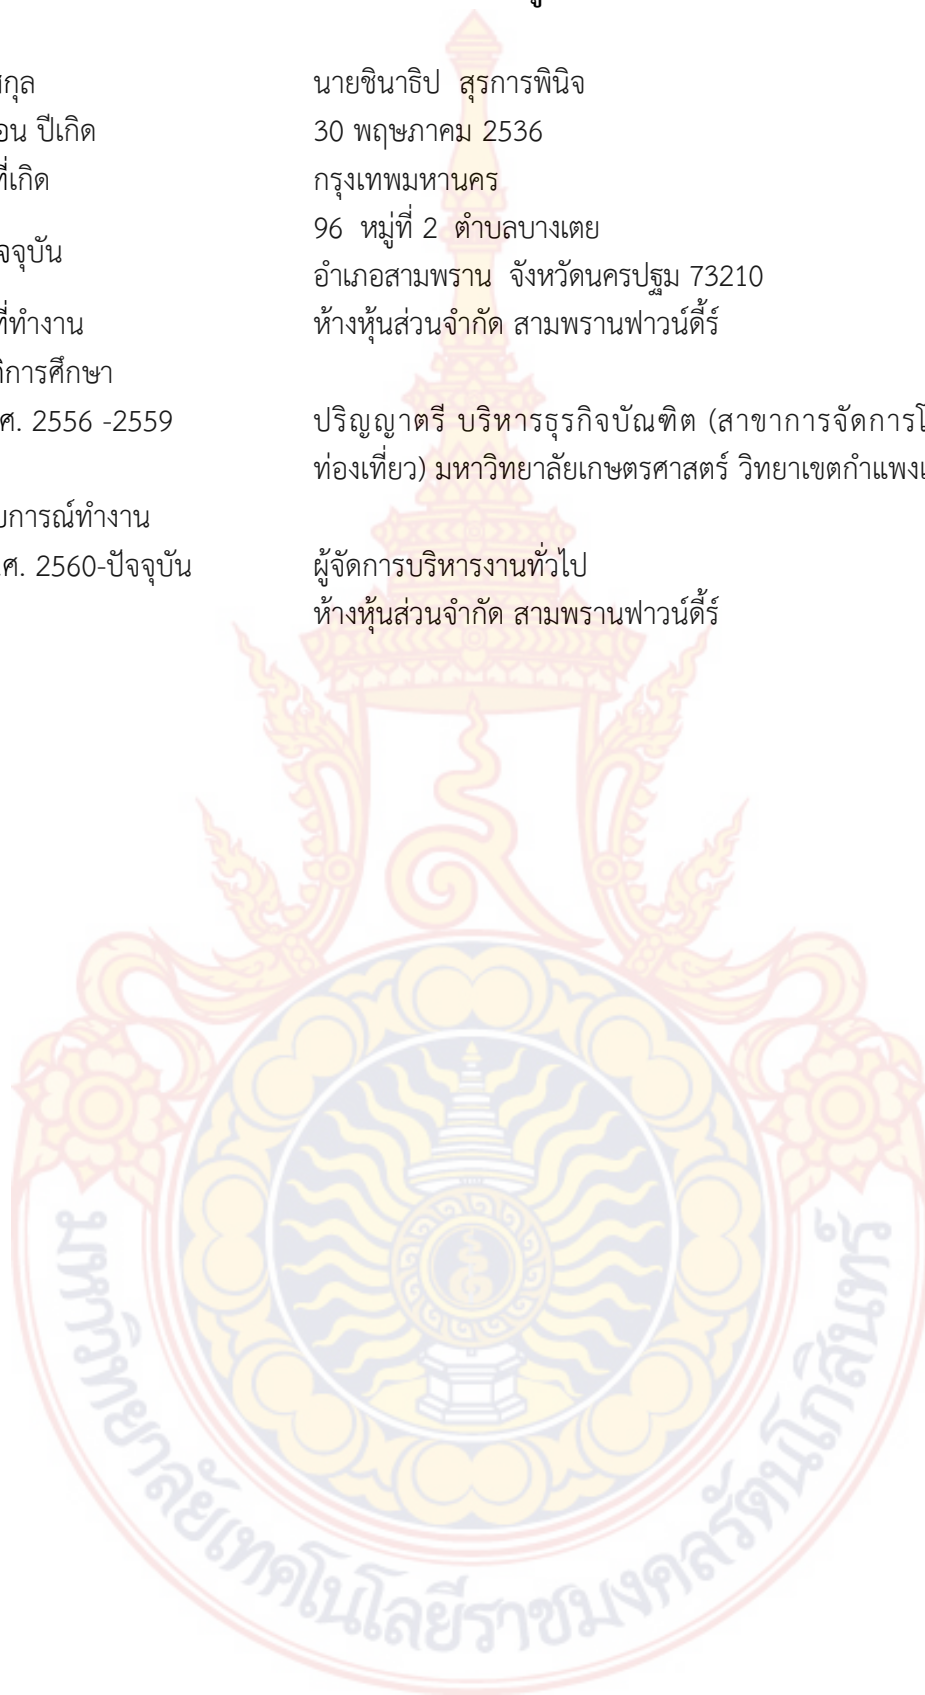 สกุล นายชินาธิป สุรการพินิจ
อน ปีเกิด 30 พฤษภาคม 2536
ที่เกิด กรุงเทพมหานคร
จจุบัน 96 หมู่ที่ 2 ตำบลบางเตย
อำเภอสามพราน จังหวัดนครปฐม 73210
ที่ทำงาน ห้างหุ้นส่วนจำกัด สามพรานฟาวน์ดี้ร์
ติการศึกษา
ศ. 2556 -2559 ปริญญาตรี บริหารธุรกิจบัณฑิต (สาขาการจัดการโ
ท่องเที่ยว) มหาวิทยาลัยเกษตรศาสตร์ วิทยาเขตกำแพงแ
บการณ์ทำงาน
.ศ. 2560-ปัจจุบัน ผู้จัดการบริหารงานทั่วไป
ห้างหุ้นส่วนจำกัด สามพรานฟาวน์ดี้ร์
มหาวิทยาลัยเทคโนโลยีราชมงคลรัตนโกสินทร์